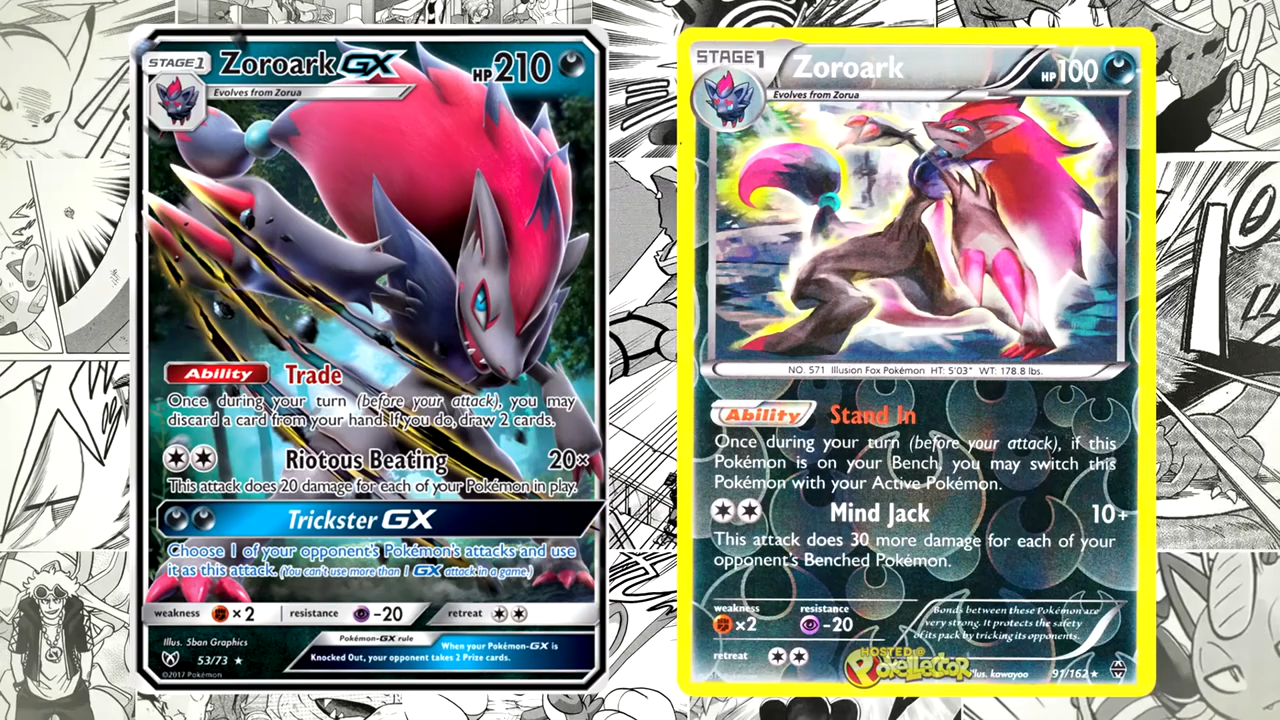 STAGE1
Zoroark GX
HP210
Evolves from Zorua
Ability Trade
Once during your turn (before your attack), you may
discard a card from your hand. If you do, draw 2 cards.
Riotous Beating 20×
This attack does 20 damage for each of your Pokémon in play.
Trickster GX
Choose 1 of your opponent's Pokémon's attacks and use
it as this attack. (You can't use more than 1 GX attack in a game.)
weakness ×2 resistance -20 retreat
Illus. 5ban Graphics
Pokémon-GX rule
When your Pokémon-GX is
Knocked Out, your opponent takes 2 Prize cards.
53/73
©2017 Pokémon
STAGE1
Zoroark
HP100
Evolves from Zorua
NO. 571 Illusion Fox Pokémon HT: 5'03" WT: 178.8 lbs.
Ability Stand In
Once during your turn (before your attack), if this
Pokémon is on your Bench, you may switch this
Pokémon with your Active Pokémon.
Mind Jack 10+
This attack does 30 more damage for each of your
opponent's Benched Pokémon.
weakness resistance
×2 -20
retreat
Bonds between these Pokémon are
very strong. It protects the safety
of its pack by tricking its opponents.
HOSTED @
Pokellector
Illus. kawayoo
91/162